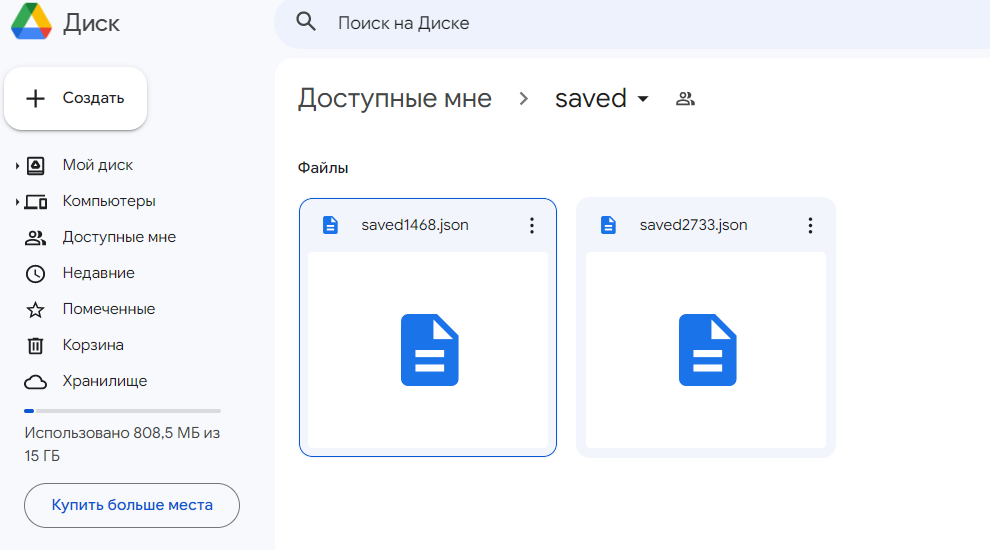 Диск
Поиск на Диске
Создать
Доступные мне
saved
Мой диск
Компьютеры
Доступные мне
Недавние
Помеченные
Корзина
Хранилище
Использовано 808,5 МБ из
15 ГБ
Купить больше места
Файлы
saved1468.json
saved2733.json